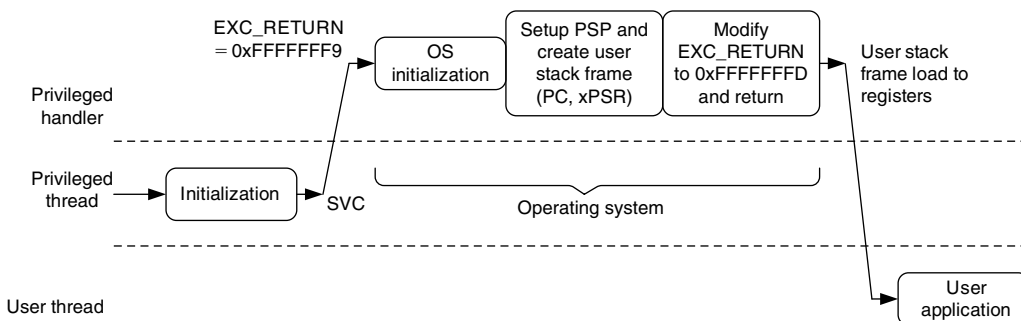 EXC_RETURN
= 0xFFFFFFF9
OS
initialization
Setup PSP and
create user
stack frame
(PC, xPSR)
Modify
EXC_RETURN
to 0xFFFFFFFD
and return
User stack
frame load to
registers
Privileged
handler
Privileged
thread
Initialization
SVC
Operating system
User thread
User
application